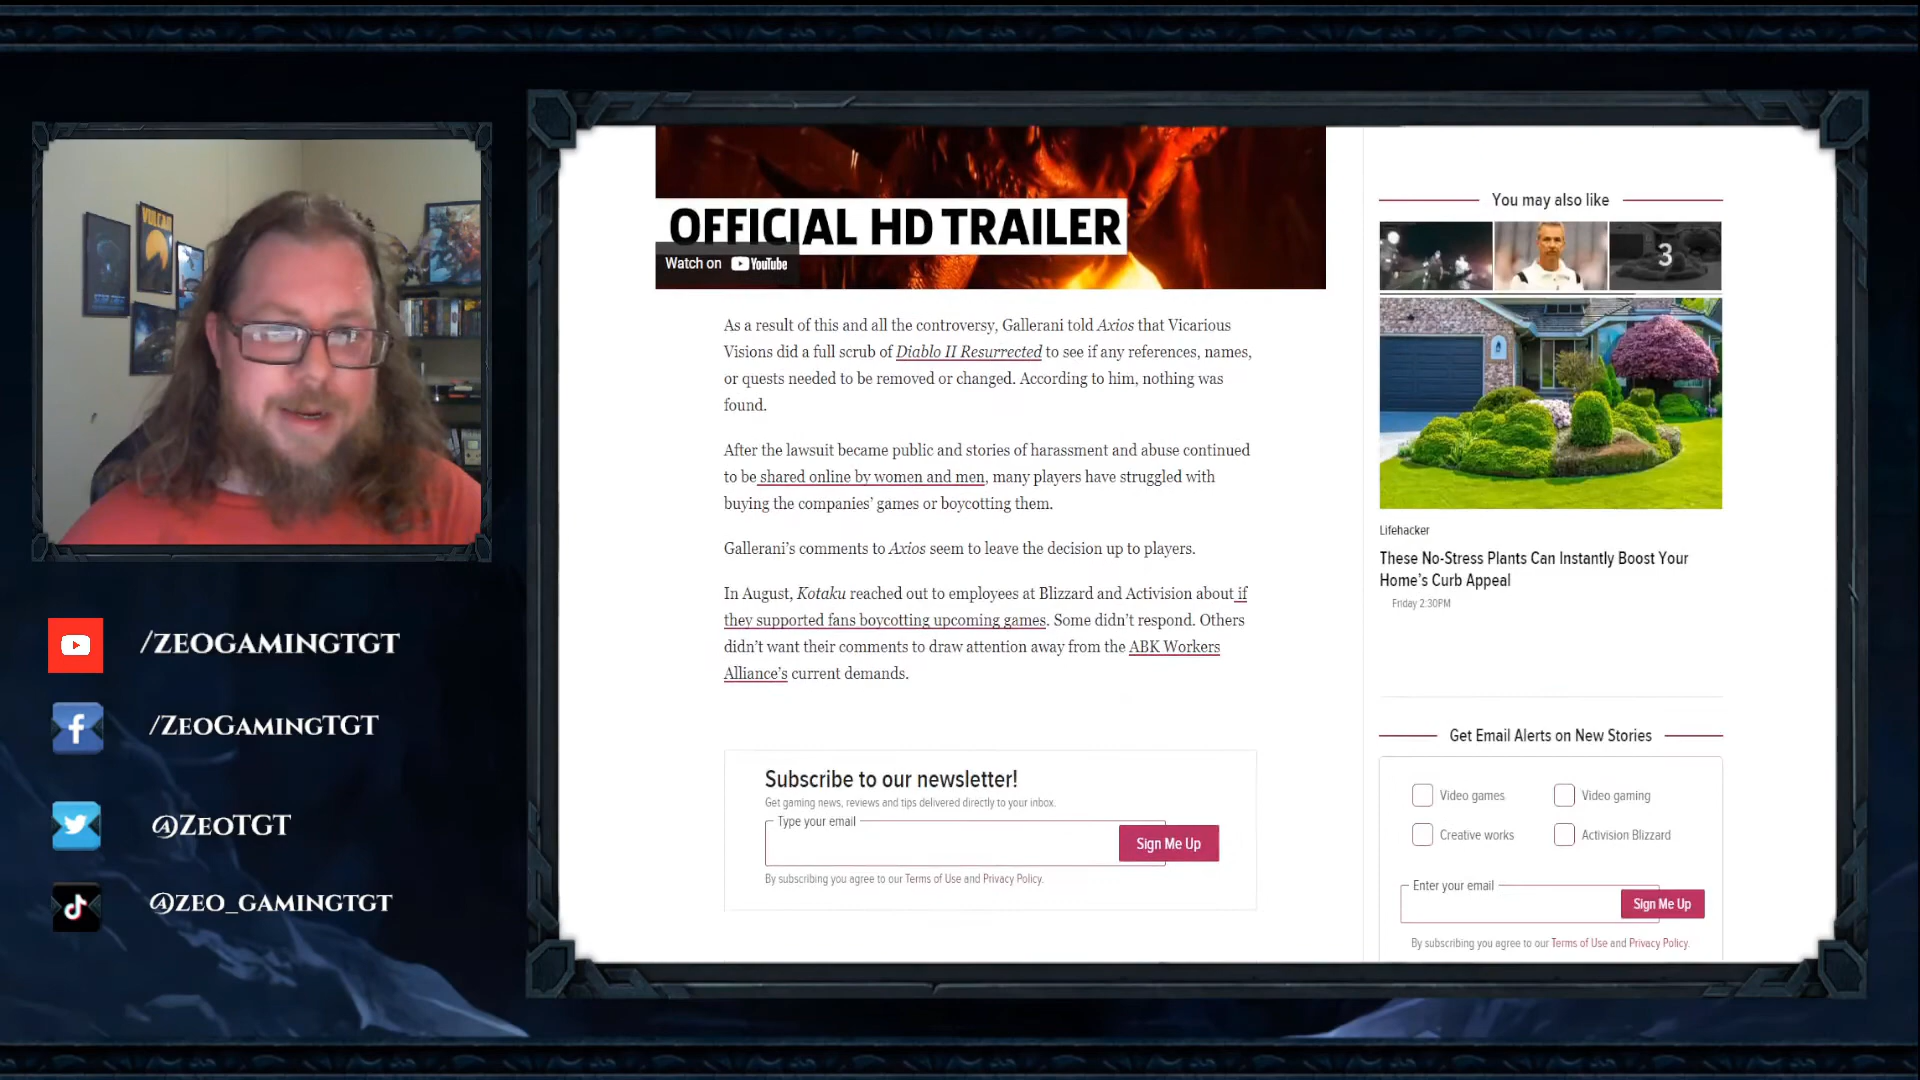 VULCAN
/ZEOGAMINGTGT
/ZEOGAMINGTGT
@ZEOTGT
@ZEO_GAMINGTGT
OFFICIAL HD TRAILER
Watch on YouTube
As a result of this and all the controversy, Gallerani told Axios that Vicarious
Visions did a full scrub of Diablo II Resurrected to see if any references, names,
or quests needed to be removed or changed. According to him, nothing was
found.
After the lawsuit became public and stories of harassment and abuse continued
to be shared online by women and men, many players have struggled with
buying the companies’ games or boycotting them.
Gallerani’s comments to Axios seem to leave the decision up to players.
In August, Kotaku reached out to employees at Blizzard and Activision about if
they supported fans boycotting upcoming games. Some didn’t respond. Others
didn’t want their comments to draw attention away from the ABK Workers
Alliance’s current demands.
Subscribe to our newsletter!
Get gaming news, reviews and tips delivered directly to your inbox.
Type your email
Sign Me Up
By subscribing you agree to our Terms of Use and Privacy Policy.
You may also like
3
Lifehacker
These No-Stress Plants Can Instantly Boost Your
Home’s Curb Appeal
Friday 2:30PM
Get Email Alerts on New Stories
Video games
Video gaming
Creative works
Activision Blizzard
Enter your email
Sign Me Up
By subscribing you agree to our Terms of Use and Privacy Policy.